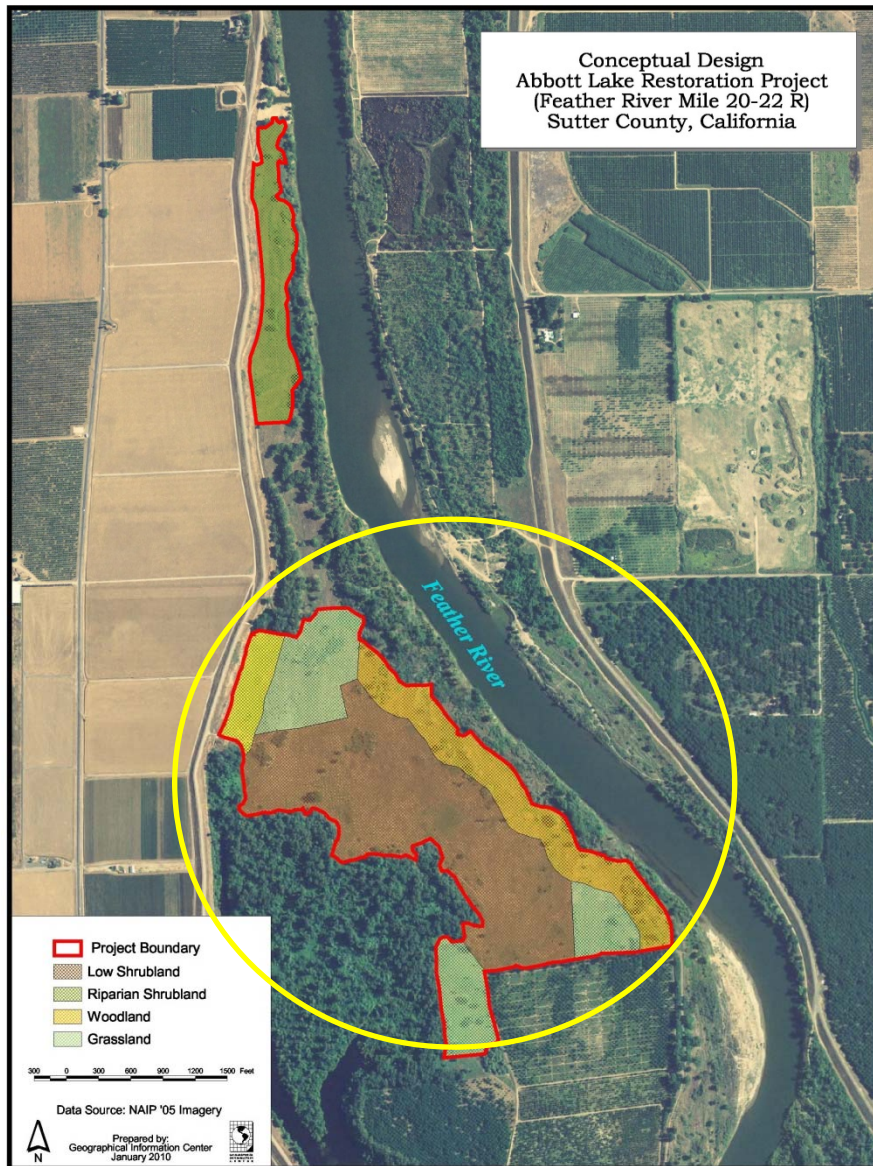 Conceptual Design
Abbott Lake Restoration Project
(Feather River Mile 20-22 R)
Sutter County, California
Feather River
Project Boundary
Low Shrubland
Riparian Shrubland
Woodland
Grassland
300 0 300 600 900 1200 1500 Feet
Data Source: NAIP '05 Imagery
N
Prepared by:
Geographical Information Center
January 2010